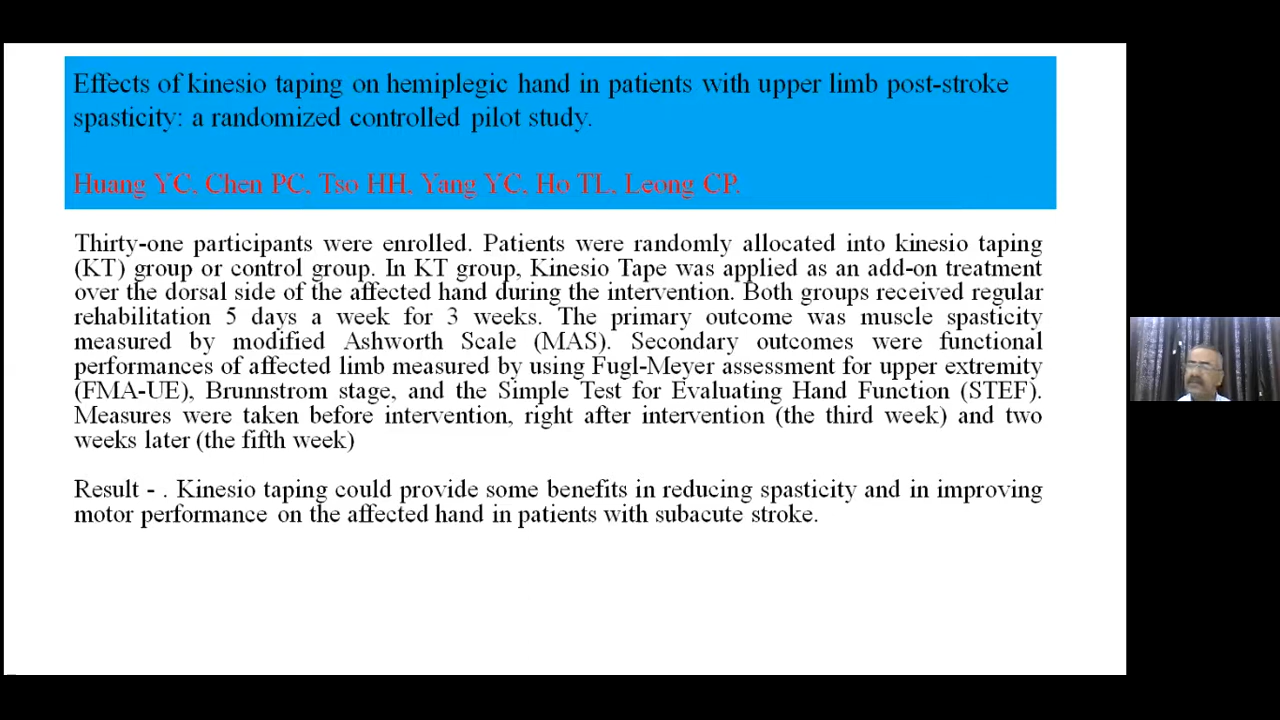 Effects of kinesio taping on hemiplegic hand in patients with upper limb post-stroke
spasticity: a randomized controlled pilot study.
Huang YC, Chen PC, Tso HH, Yang YC, Ho TL, Leong CP.
Thirty-one participants were enrolled. Patients were randomly allocated into kinesio taping
(KT) group or control group. In KT group, Kinesio Tape was applied as an add-on treatment
over the dorsal side of the affected hand during the intervention. Both groups received regular
rehabilitation 5 days a week for 3 weeks. The primary outcome was muscle spasticity
measured by modified Ashworth Scale (MAS). Secondary outcomes were functional
performances of affected limb measured by using Fugl-Meyer assessment for upper extremity
(FMA-UE), Brunnstrom stage, and the Simple Test for Evaluating Hand Function (STEF).
Measures were taken before intervention, right after intervention (the third week) and two
weeks later (the fifth week)
Result - . Kinesio taping could provide some benefits in reducing spasticity and in improving
motor performance on the affected hand in patients with subacute stroke.